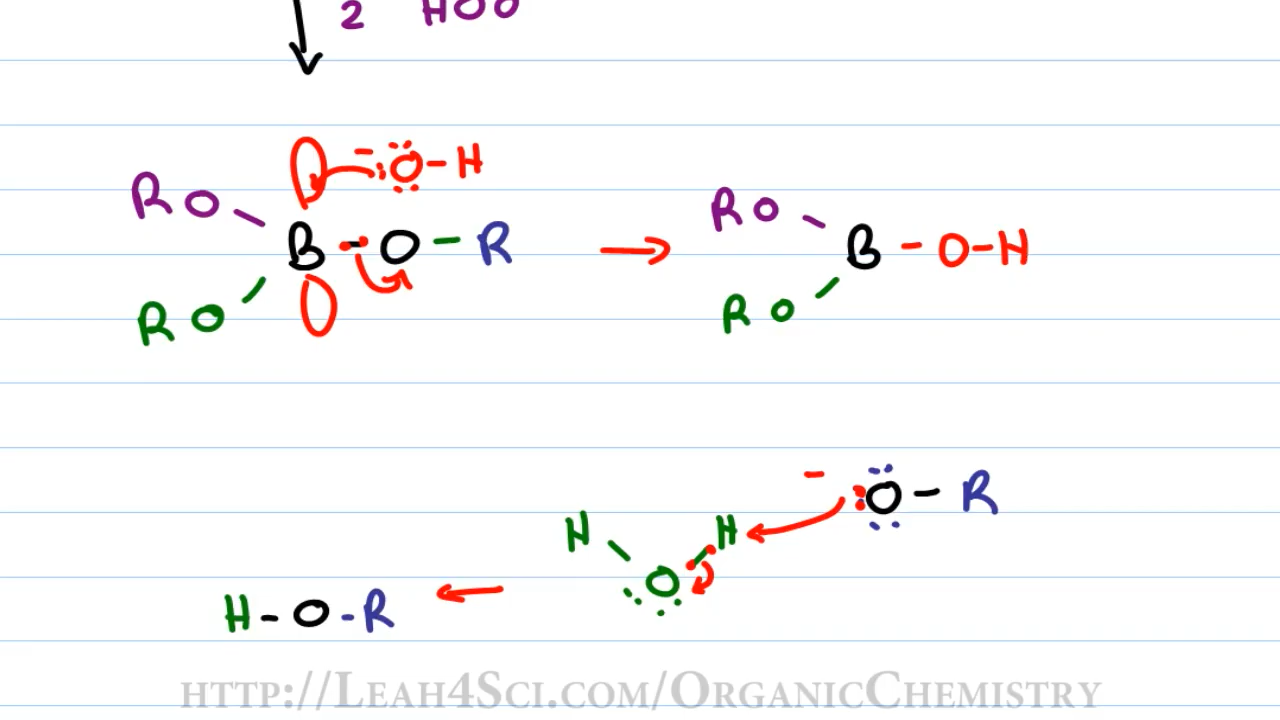 2 HOO
:Ö-H
RO
B-O-R
RO
RO
B-O-H
RO
:Ö-R
H H
O
H-O-R
http://Leah4Sci.com/OrganicChemistry